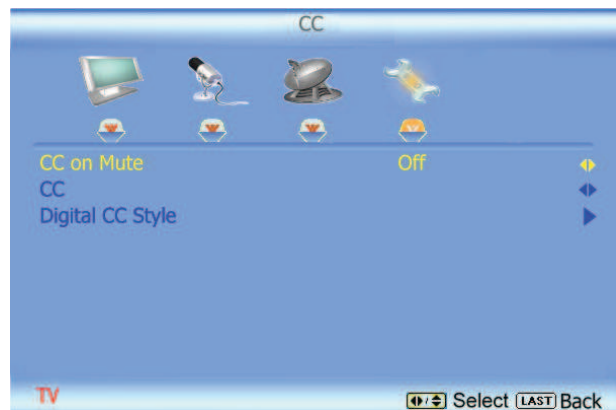 CC
CC on Mute Off
CC
Digital CC Style
TV Select LAST Back